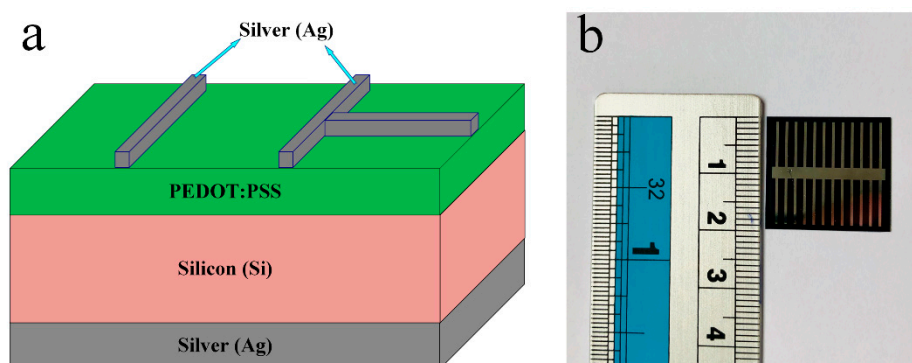 a
Silver (Ag)
PEDOT:PSS
Silicon (Si)
Silver (Ag)
b
32
1
1
2
3
4